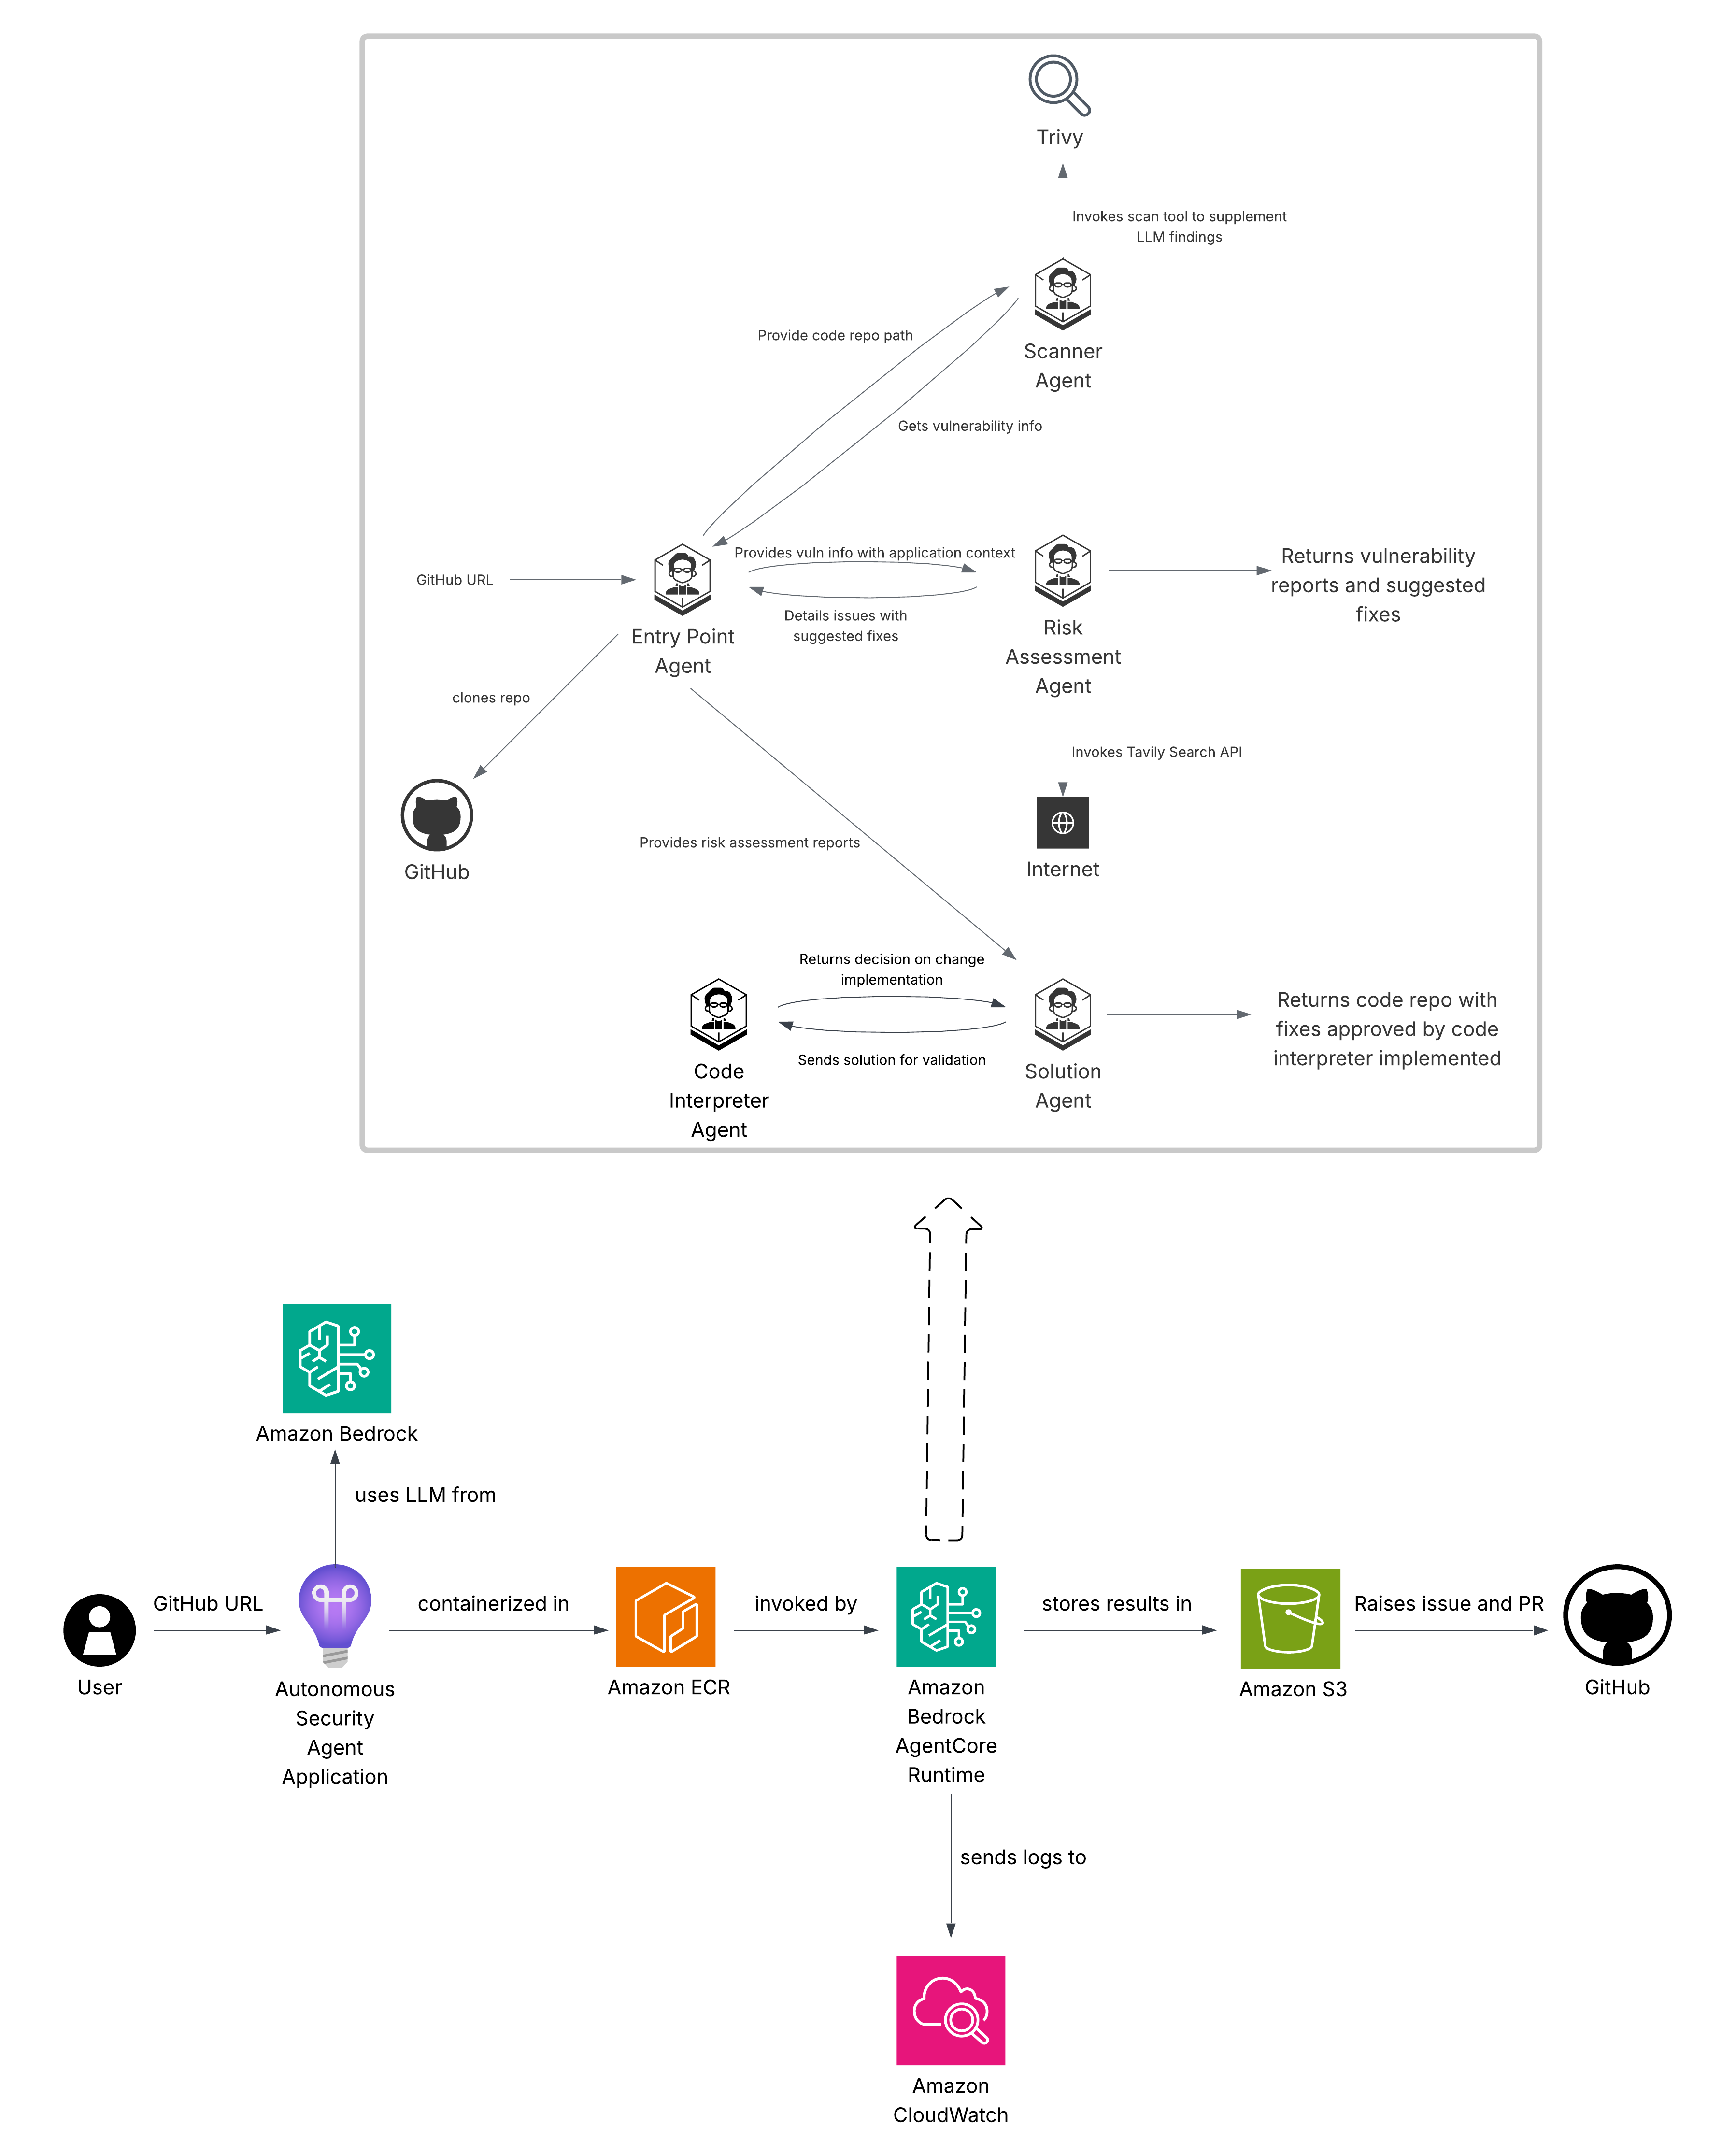 Trivy
Invokes scan tool to supplement
LLM findings
Scanner
Agent
Provide code repo path
Gets vulnerability info
GitHub URL
Entry Point
Agent
Provides vuln info with application context
Details issues with
suggested fixes
Risk
Assessment
Agent
Returns vulnerability
reports and suggested
fixes
clones repo
GitHub
Invokes Tavily Search API
Internet
Provides risk assessment reports
Returns decision on change
implementation
Sends solution for validation
Code
Interpreter
Agent
Solution
Agent
Returns code repo with
fixes approved by code
interpreter implemented
Amazon Bedrock
uses LLM from
User
GitHub URL
Autonomous
Security
Agent
Application
containerized in
Amazon ECR
invoked by
Amazon
Bedrock
AgentCore
Runtime
stores results in
Amazon S3
Raises issue and PR
GitHub
sends logs to
Amazon
CloudWatch